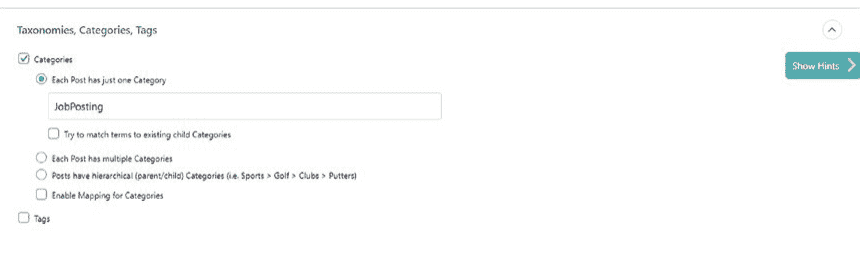 Taxonomies, Categories, Tags
Categories
Show Hints
Each Post has just one Category
JobPosting
Try to match terms to existing child Categories
Each Post has multiple Categories
Posts have hierarchical (parent/child) Categories (i.e. Sports > Golf > Clubs > Putters)
Enable Mapping for Categories
Tags